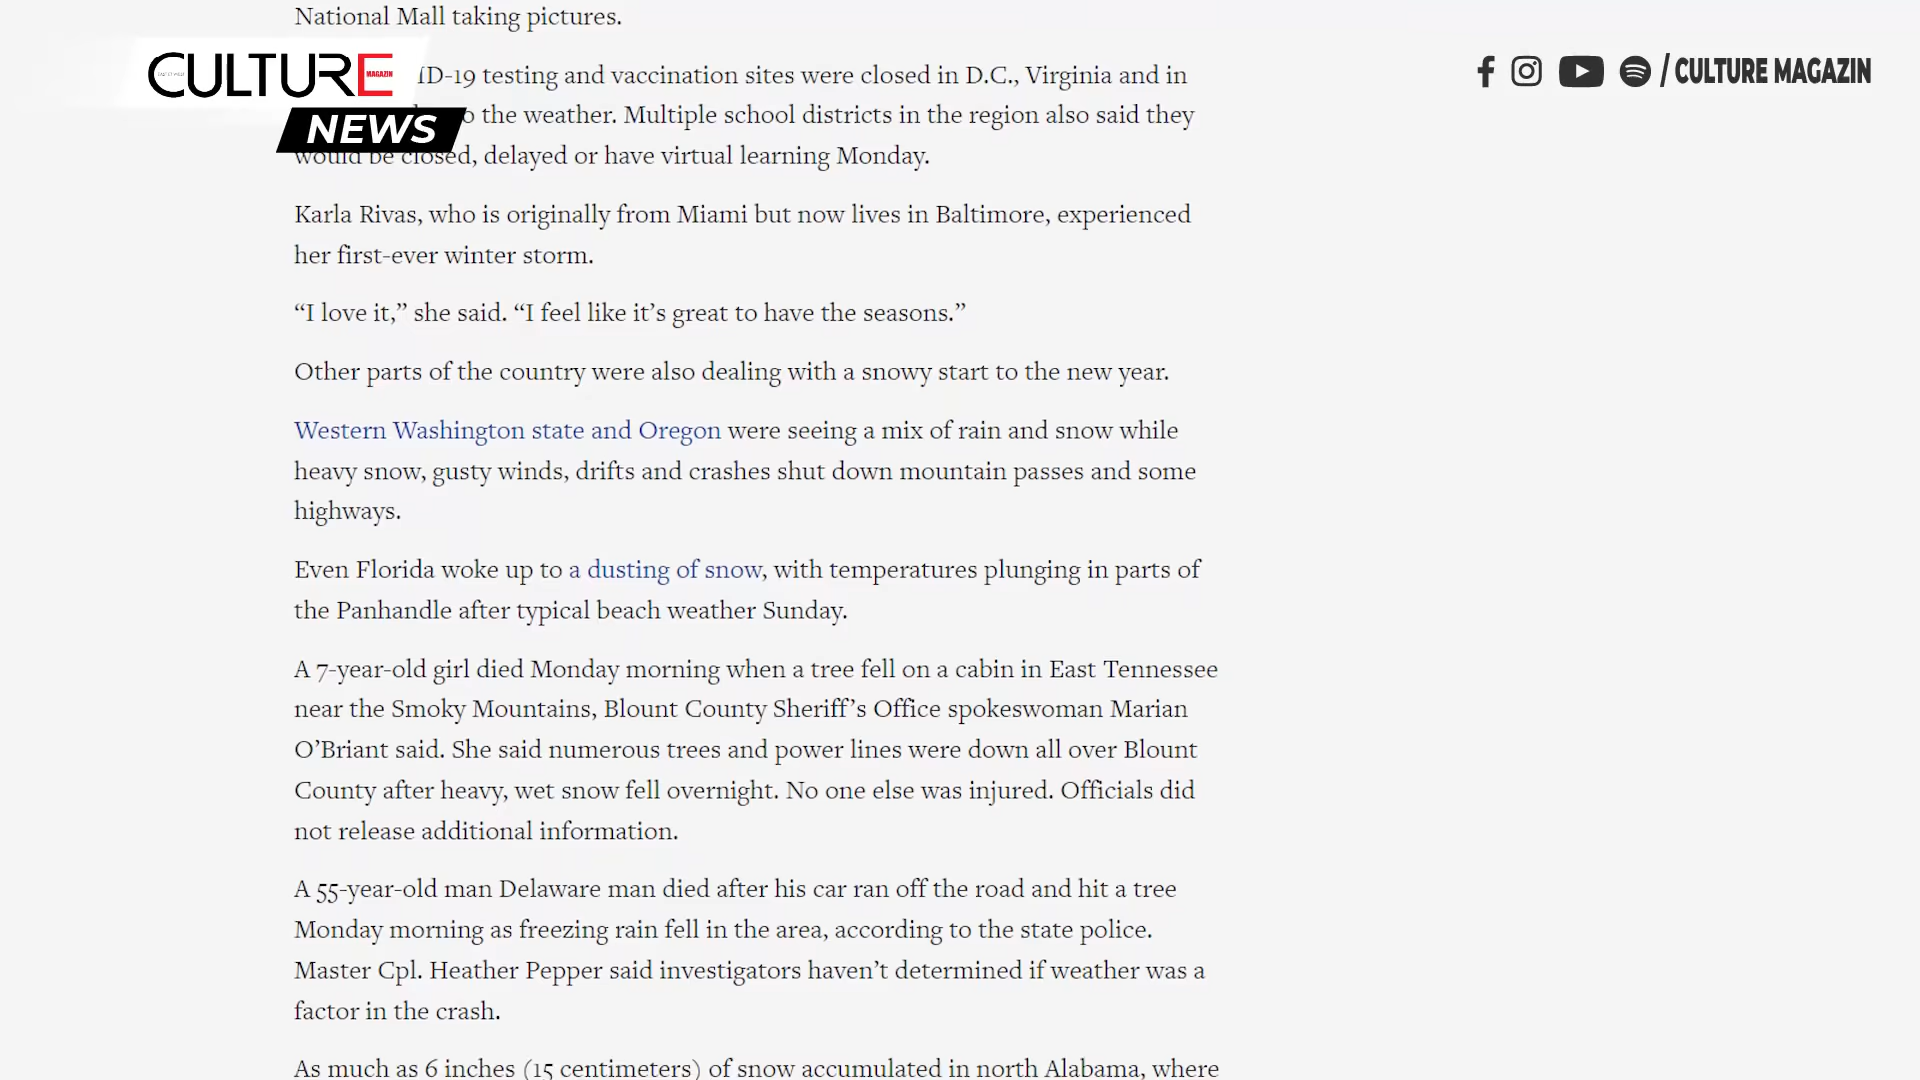 National Mall taking pictures.
CULTURE
MAGAZIN
NEWS
/ CULTURE MAGAZIN
ID-19 testing and vaccination sites were closed in D.C., Virginia and in
o the weather. Multiple school districts in the region also said they
would be closed, delayed or have virtual learning Monday.
Karla Rivas, who is originally from Miami but now lives in Baltimore, experienced
her first-ever winter storm.
“I love it,” she said. “I feel like it’s great to have the seasons.”
Other parts of the country were also dealing with a snowy start to the new year.
Western Washington state and Oregon were seeing a mix of rain and snow while
heavy snow, gusty winds, drifts and crashes shut down mountain passes and some
highways.
Even Florida woke up to a dusting of snow, with temperatures plunging in parts of
the Panhandle after typical beach weather Sunday.
A 7-year-old girl died Monday morning when a tree fell on a cabin in East Tennessee
near the Smoky Mountains, Blount County Sheriff’s Office spokeswoman Marian
O’Briant said. She said numerous trees and power lines were down all over Blount
County after heavy, wet snow fell overnight. No one else was injured. Officials did
not release additional information.
A 55-year-old man Delaware man died after his car ran off the road and hit a tree
Monday morning as freezing rain fell in the area, according to the state police.
Master Cpl. Heather Pepper said investigators haven’t determined if weather was a
factor in the crash.
As much as 6 inches (15 centimeters) of snow accumulated in north Alabama, where